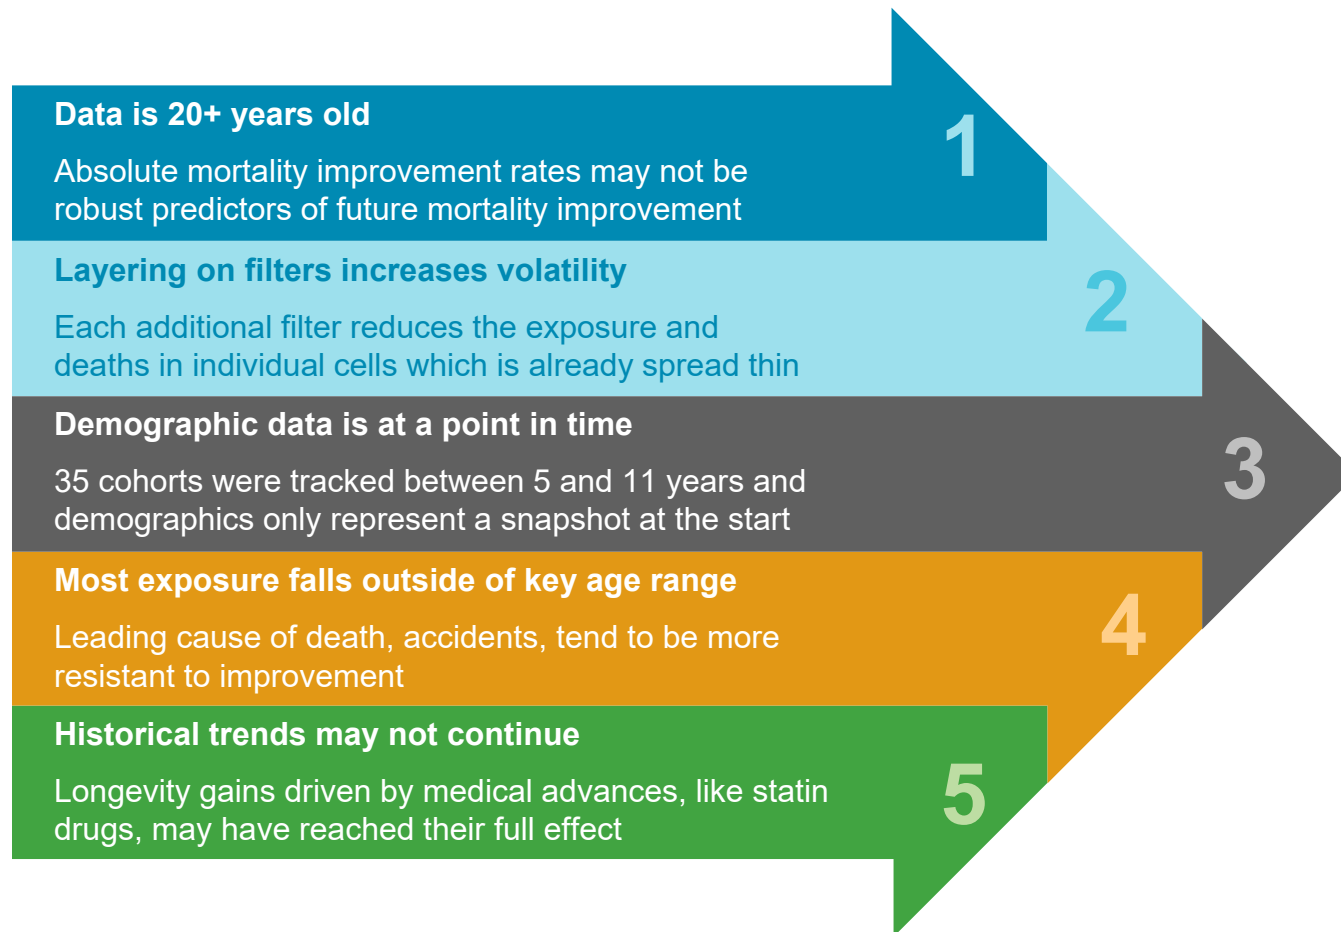 Data is 20+ years old
1
Absolute mortality improvement rates may not be
robust predictors of future mortality improvement
Layering on filters increases volatility
2
Each additional filter reduces the exposure and
deaths in individual cells which is already spread thin
Demographic data is at a point in time
3
35 cohorts were tracked between 5 and 11 years and
demographics only represent a snapshot at the start
Most exposure falls outside of key age range
4
Leading cause of death, accidents, tend to be more
resistant to improvement
Historical trends may not continue
5
Longevity gains driven by medical advances, like statin
drugs, may have reached their full effect